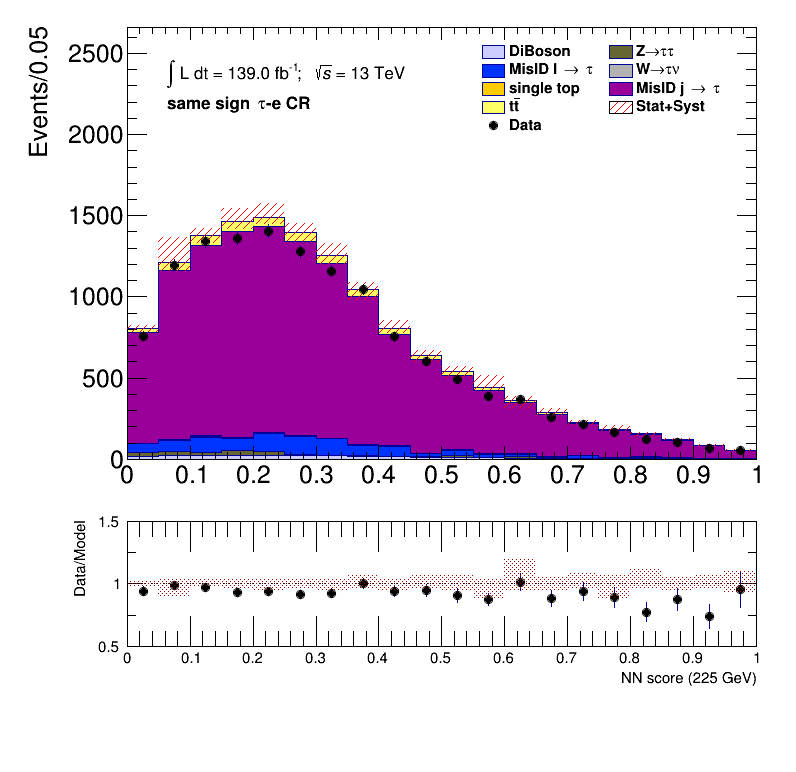 Events/0.05
2500
2000
1500
1000
500
0
∫ L dt = 139.0 fb⁻¹; √s = 13 TeV
same sign τ-e CR
DiBoson
MisID l → τ
single top
tt̄
Data
Z→ττ
W→τν
MisID j → τ
Stat+Syst
0 0.1 0.2 0.3 0.4 0.5 0.6 0.7 0.8 0.9 1
Data/Model
1.5
1
0.5
0 0.1 0.2 0.3 0.4 0.5 0.6 0.7 0.8 0.9 1
NN score (225 GeV)